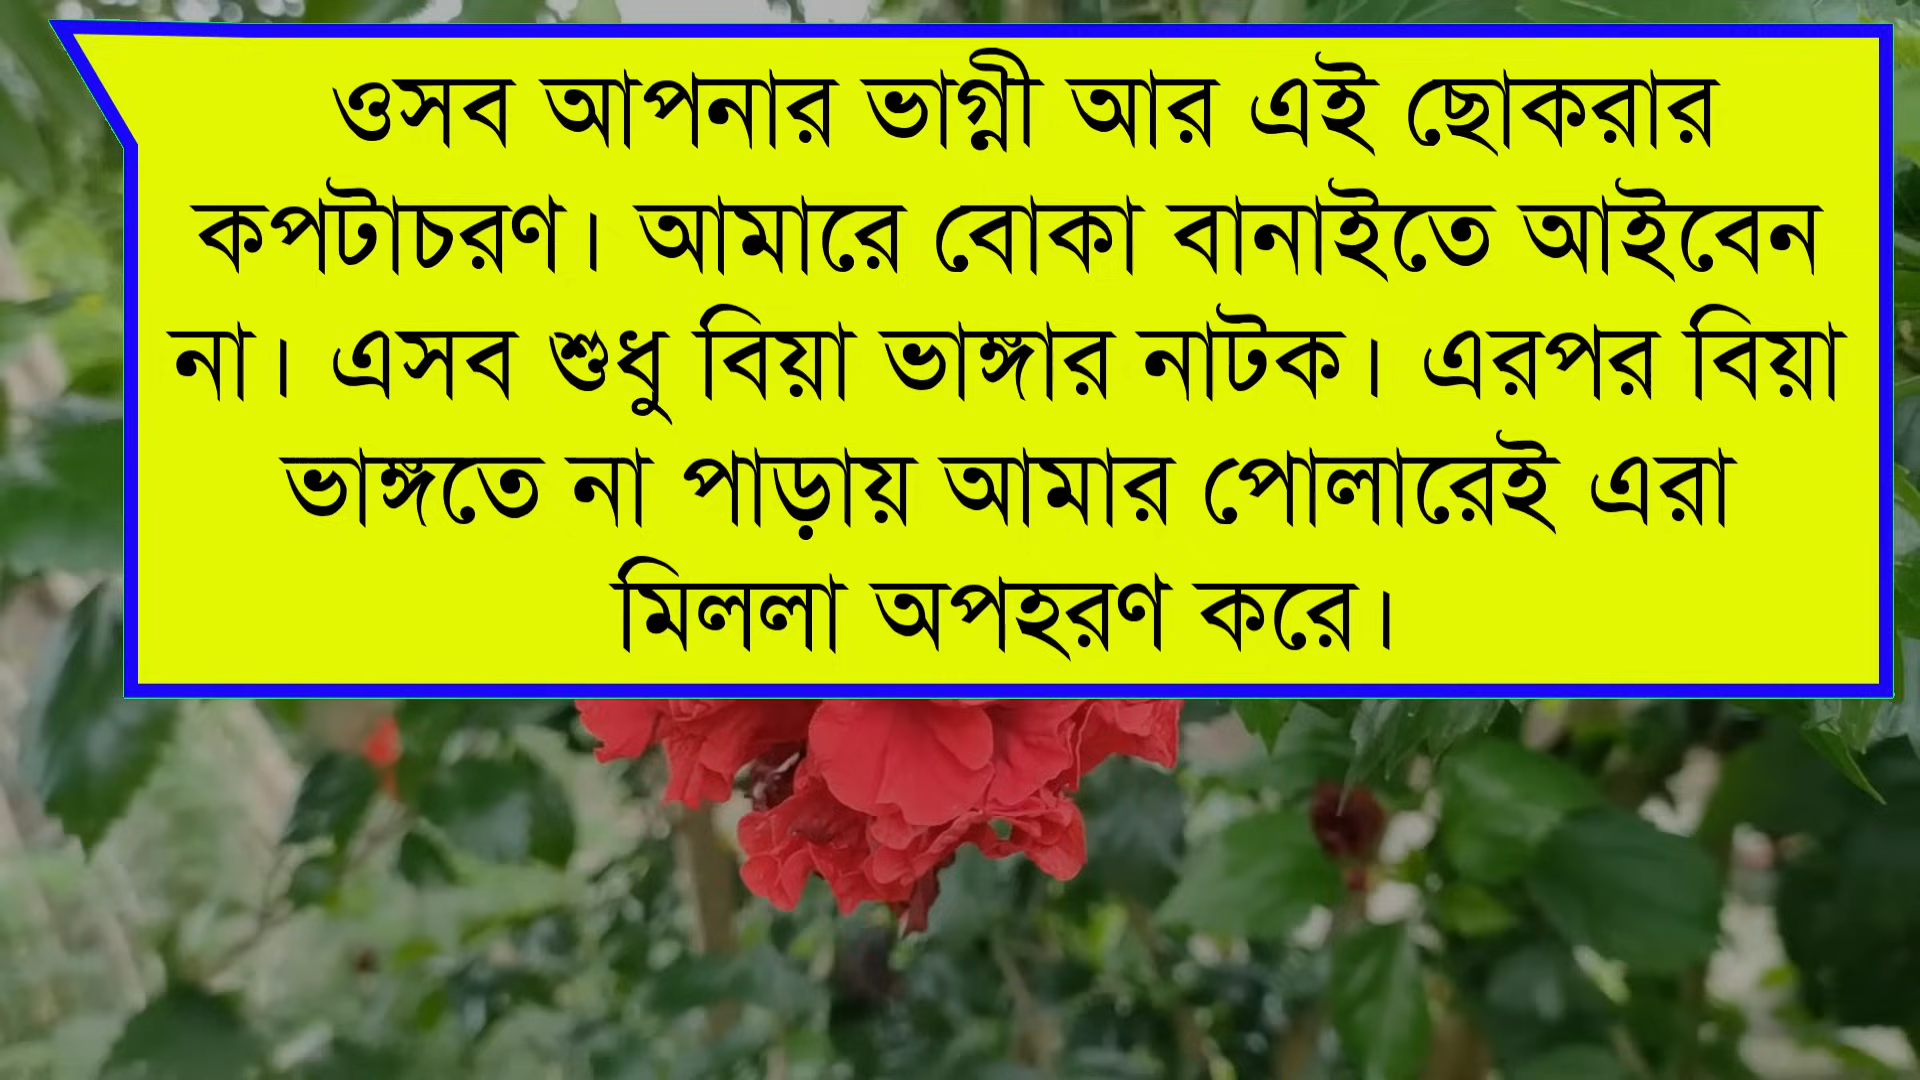 ওসব আপনার ভাগ্নী আর এই ছোকরার
কপটাচরণ। আমারে বোকা বানাইতে আইবেন
না। এসব শুধু বিয়া ভাঙ্গার নাটক। এরপর বিয়া
ভাঙ্গতে না পাড়ায় আমার পোলারেই এরা
মিললা অপহরণ করে।